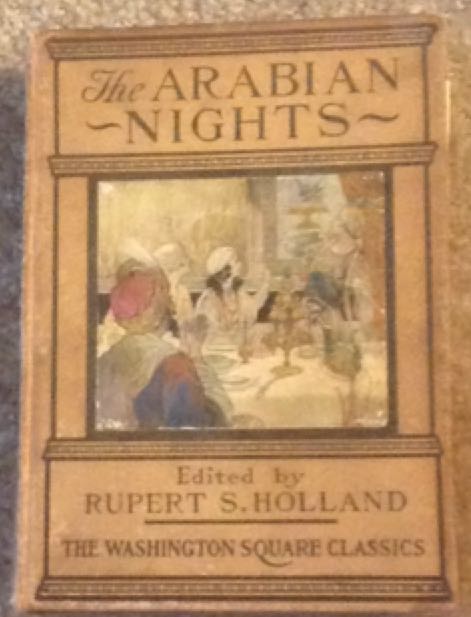 The ARABIAN
~NIGHTS~
Edited by
RUPERT S. HOLLAND
THE WASHINGTON SQUARE CLASSICS